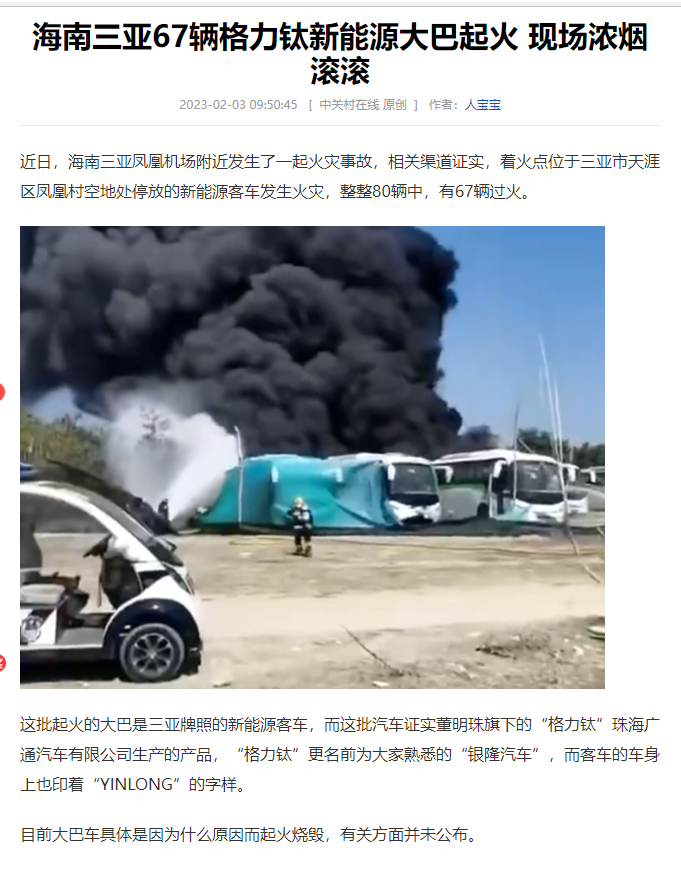 海南三亚67辆格力钛新能源大巴起火 现场浓烟
滚滚
2023-02-03 09:50:45 [ 中关村在线 原创 ] 作者：人宝宝
近日，海南三亚凤凰机场附近发生了一起火灾事故，相关渠道证实，着火点位于三亚市天涯
区凤凰村空地处停放的新能源客车发生火灾，整整80辆中，有67辆过火。
这批起火的大巴是三亚牌照的新能源客车，而这批汽车证实董明珠旗下的“格力钛”珠海广
通汽车有限公司生产的产品，“格力钛”更名前为大家熟悉的“银隆汽车”，而客车的车身
上也印着“YINLONG”的字样。
目前大巴车具体是因为什么原因而起火烧毁，有关方面并未公布。